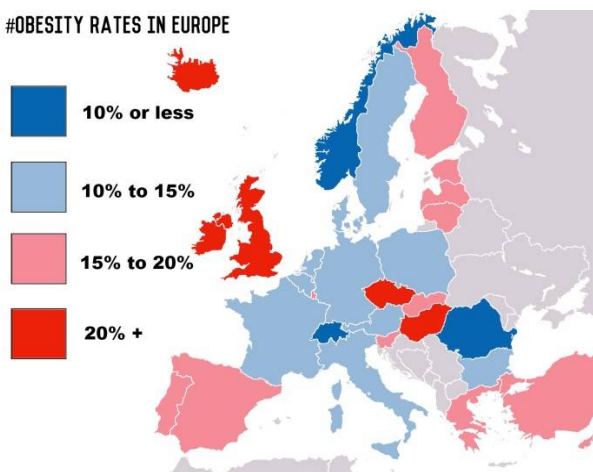 #OBESITY RATES IN EUROPE
10% or less
10% to 15%
15% to 20%
20% +